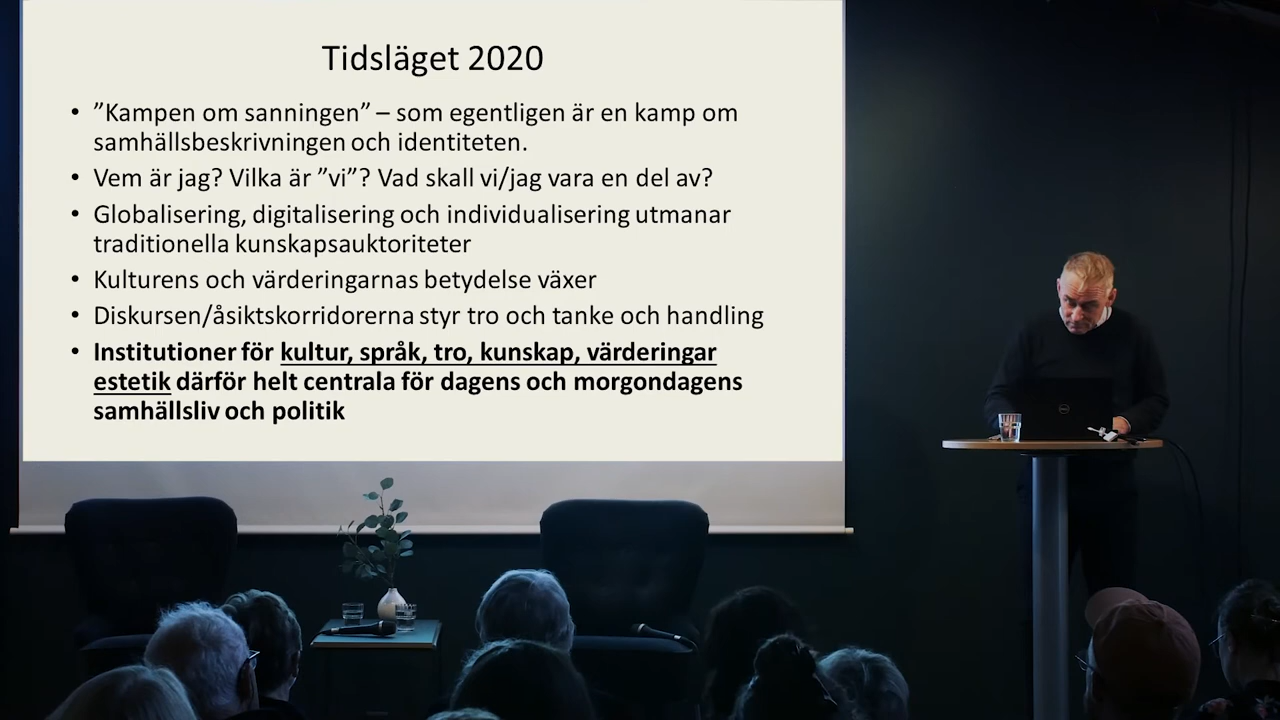 Tidsläget 2020
• ”Kampen om sanningen” – som egentligen är en kamp om
samhällsbeskrivningen och identiteten.
• Vem är jag? Vilka är ”vi”? Vad skall vi/jag vara en del av?
• Globalisering, digitalisering och individualisering utmanar
traditionella kunskapsauktoriteter
• Kulturens och värderingarnas betydelse växer
• Diskursen/åsiktskorridorerna styr tro och tanke och handling
• Institutioner för kultur, språk, tro, kunskap, värderingar
estetik därför helt centrala för dagens och morgondagens
samhällsliv och politik